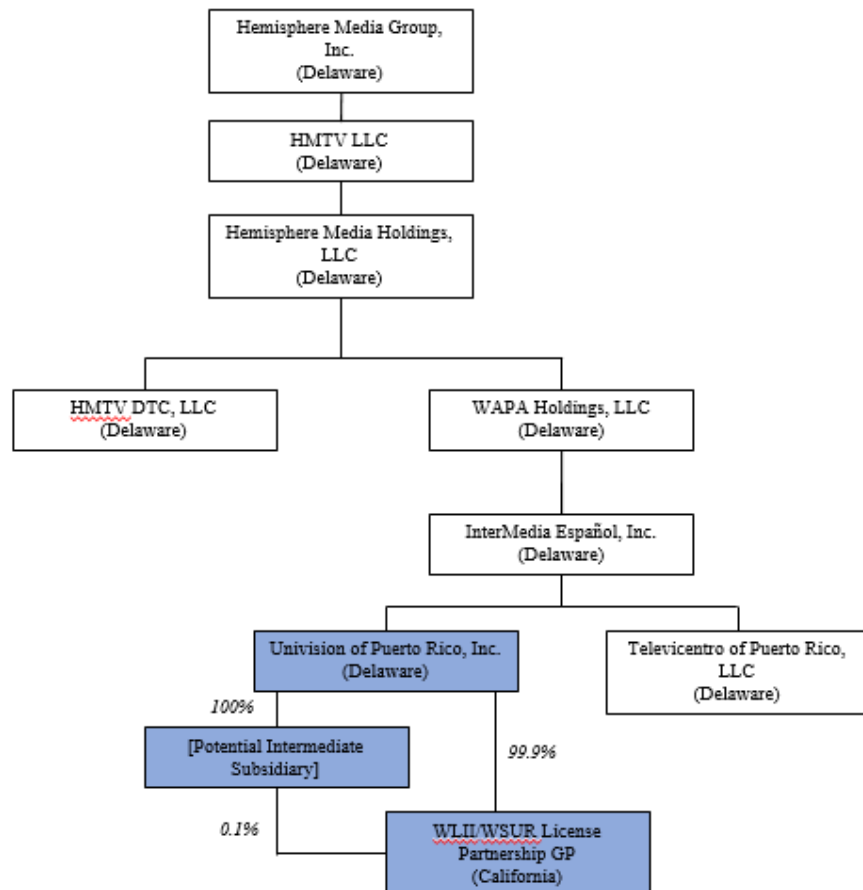 Hemisphere Media Group,
Inc.
(Delaware)
HMTV LLC
(Delaware)
Hemisphere Media Holdings,
LLC
(Delaware)
HMTV DTC, LLC
(Delaware)
WAPA Holdings, LLC
(Delaware)
InterMedia Español, Inc.
(Delaware)
Univision of Puerto Rico, Inc.
(Delaware)
Televicentro of Puerto Rico,
LLC
(Delaware)
100%
[Potential Intermediate
Subsidiary]
99.9%
0.1%
WLII/WSUR License
Partnership GP
(California)